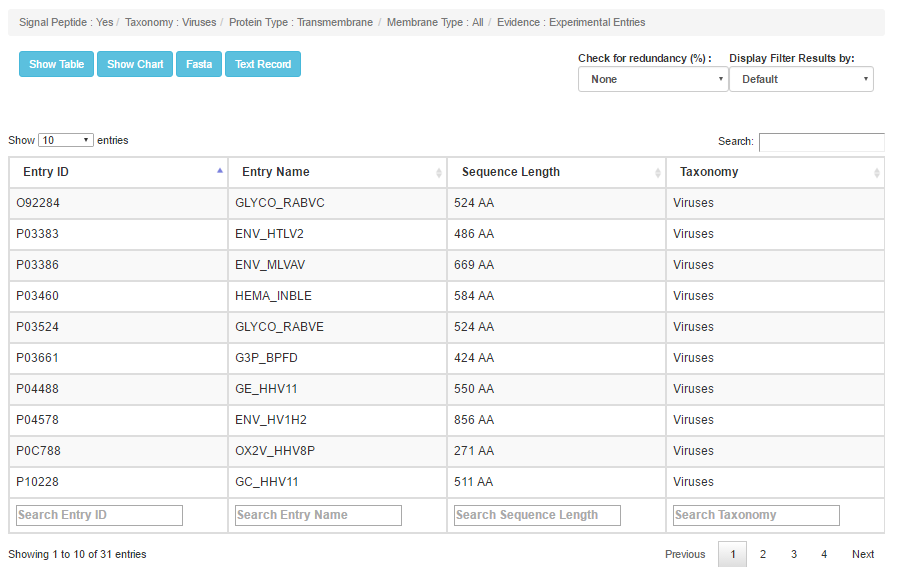 Signal Peptide : Yes / Taxonomy : Viruses / Protein Type : Transmembrane / Membrane Type : All / Evidence : Experimental Entries
Show Table Show Chart Fasta Text Record
Check for redundancy (%) : Display Filter Results by:
None Default
Show 10 entries Search:
Entry ID Entry Name Sequence Length Taxonomy
O92284 GLYCO_RABVC 524 AA Viruses
P03383 ENV_HTLV2 486 AA Viruses
P03386 ENV_MLVAV 669 AA Viruses
P03460 HEMA_INBLE 584 AA Viruses
P03524 GLYCO_RABVE 524 AA Viruses
P03661 G3P_BPFD 424 AA Viruses
P04488 GE_HHV11 550 AA Viruses
P04578 ENV_HV1H2 856 AA Viruses
P0C788 OX2V_HHV8P 271 AA Viruses
P10228 GC_HHV11 511 AA Viruses
Search Entry ID Search Entry Name Search Sequence Length Search Taxonomy
Showing 1 to 10 of 31 entries Previous 1 2 3 4 Next